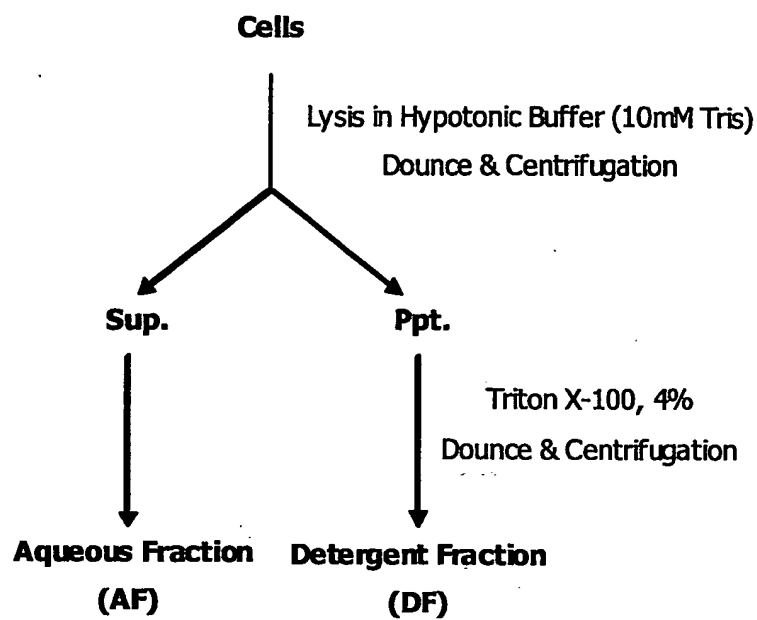 Cells
Lysis in Hypotonic Buffer (10mM Tris)
Dounce & Centrifugation
Sup.
Ppt.
Triton X-100, 4%
Dounce & Centrifugation
Aqueous Fraction
(AF)
Detergent Fraction
(DF)